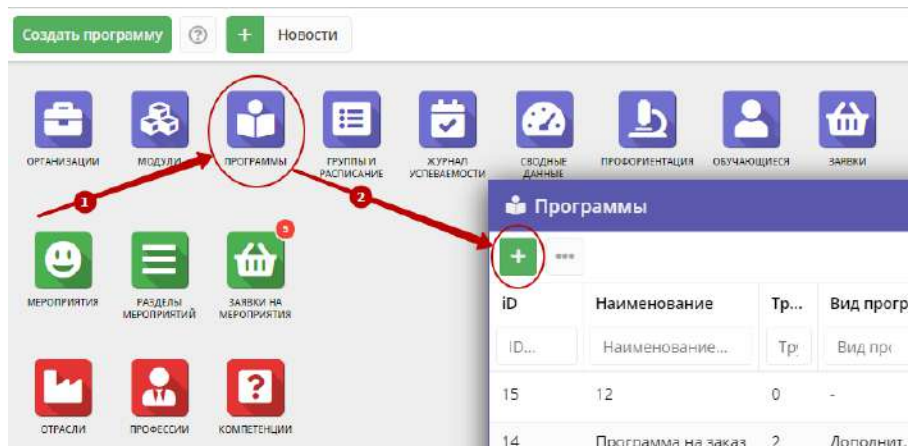 Создать программу
?
+ Новости
ОРГАНИЗАЦИИ
МОДУЛИ
ПРОГРАММЫ
ГРУППЫ И
РАСПИСАНИЕ
ЖУРНАЛ
УСПЕВАЕМОСТИ
СВОДНЫЕ
ДАННЫЕ
ПРОФОРИЕНТАЦИЯ
ОБУЧАЮЩИЕСЯ
ЗАЯВКИ
1
2
5
МЕРОПРИЯТИЯ
РАЗДЕЛЫ
МЕРОПРИЯТИЙ
ЗАЯВКИ НА
МЕРОПРИЯТИЯ
ОТРАСЛИ
ПРОФЕССИИ
?
КОМПЕТЕНЦИИ
Программы
+ ...
iD Наименование Тр... Вид прогр
ID... Наименование... Тру Вид про
15 12 0 -
14 Программа на заказ 2 Дополнит.